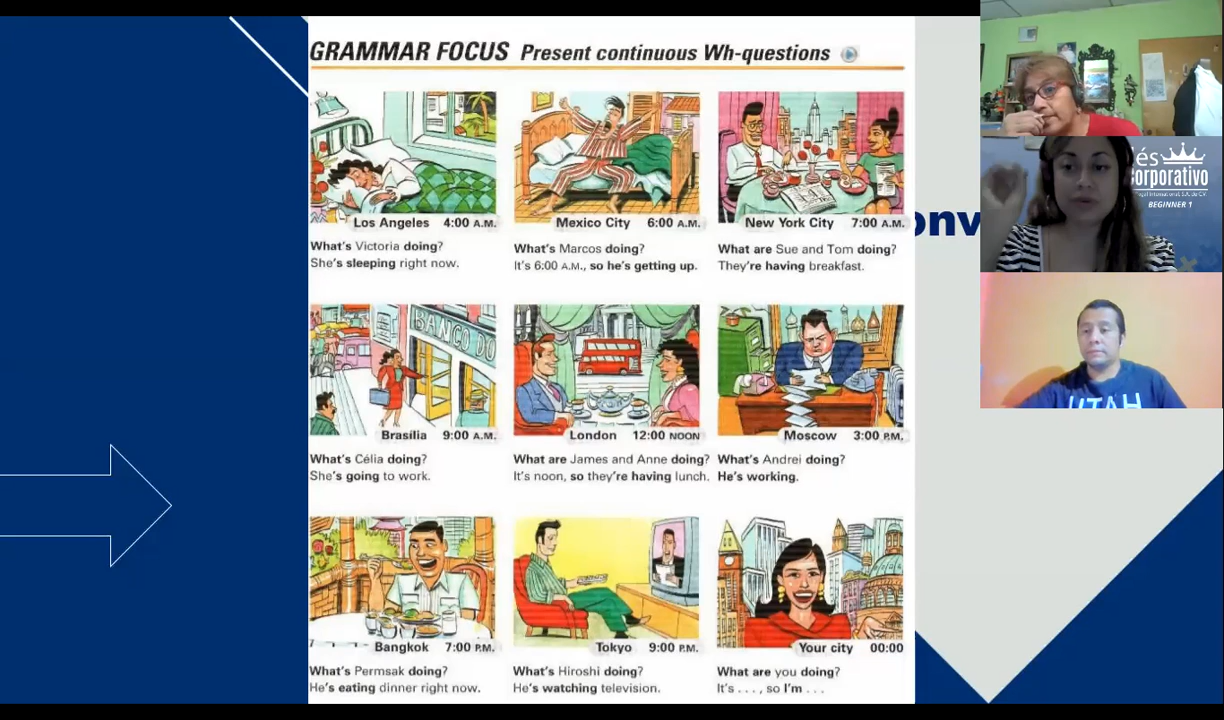 GRAMMAR FOCUS Present continuous Wh-questions
Los Angeles 4:00 A.M.
What's Victoria doing?
She's sleeping right now.
Mexico City 6:00 A.M.
What's Marcos doing?
It's 6:00 A.M., so he's getting up.
New York City 7:00 A.M.
What are Sue and Tom doing?
They're having breakfast.
BANCO DO
Brasília 9:00 A.M.
What's Célia doing?
She's going to work.
London 12:00 NOON
What are James and Anne doing?
It's noon, so they're having lunch.
Moscow 3:00 P.M.
What's Andrei doing?
He's working.
Bangkok 7:00 P.M.
What's Permsak doing?
He's eating dinner right now.
Tokyo 9:00 P.M.
What's Hiroshi doing?
He's watching television.
Your city 00:00
What are you doing?
It's . . . , so I'm . . .
onv
és
orporativo
BEGINNER 1
UTAH